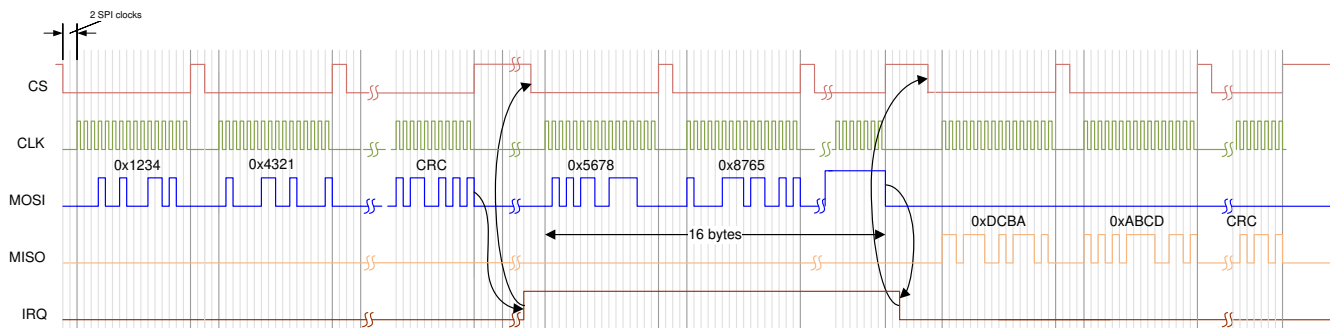 2 SPI clocks
CS
CLK
0x1234 0x4321 CRC 0x5678 0x8765
MOSI
16 bytes
0xDCBA 0xABCD CRC
MISO
IRQ